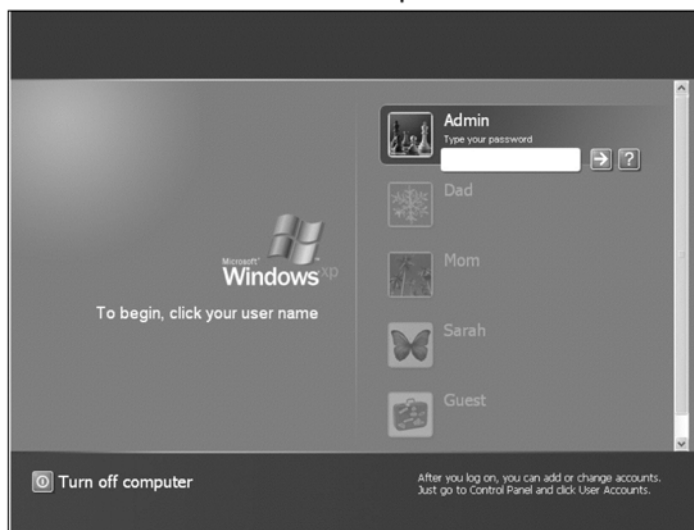 Microsoft®
Windows xp
To begin, click your user name
Admin
Type your password
?
Dad
Mom
Sarah
Guest
Turn off computer
After you log on, you can add or change accounts.
Just go to Control Panel and click User Accounts.